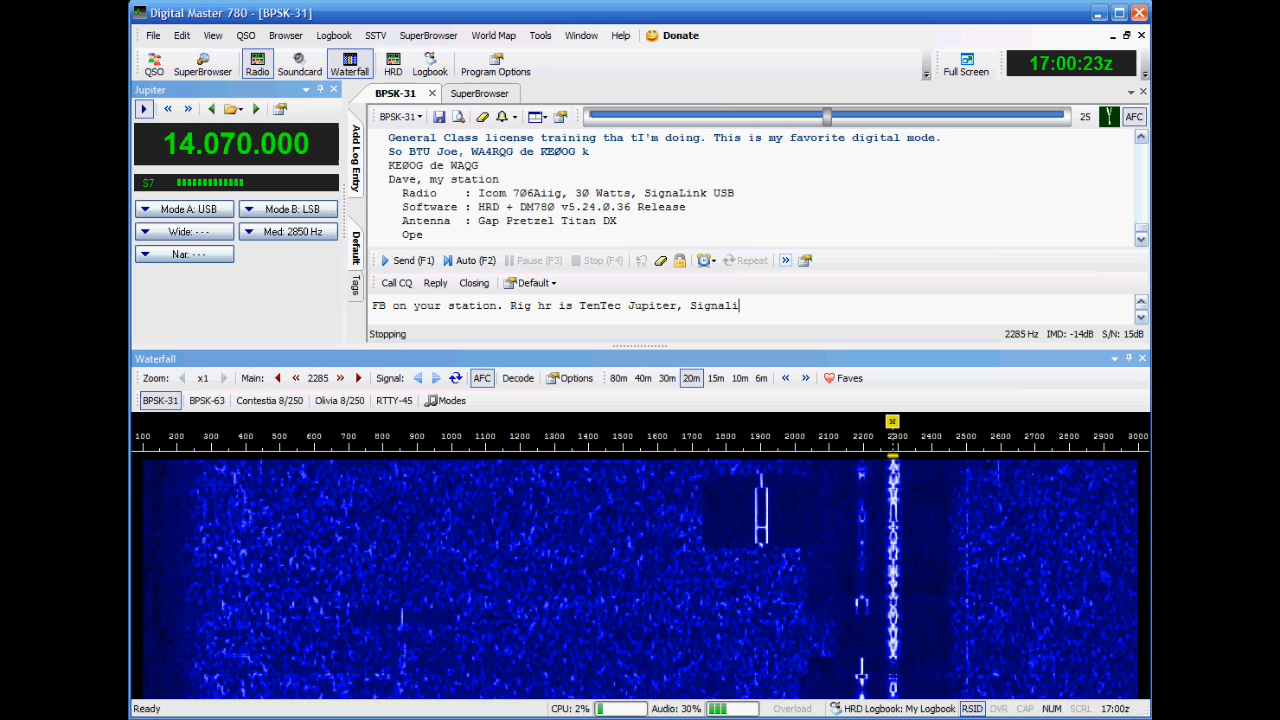 Digital Master 780 - [BPSK-31]
File Edit View QSO Browser Logbook SSTV SuperBrowser World Map Tools Window Help Donate
QSO SuperBrowser Radio Soundcard Waterfall HRD Logbook Program Options Full Screen 17:00:23z
Jupiter
BPSK-31 SuperBrowser
BPSK-31 25 AFC
14.070.000
S7
Mode A: USB Mode B: LSB
Wide: - - - Med: 2850 Hz
Nar: - - -
Add Log Entry
Default
Tags
General Class license training tha tI'm doing. This is my favorite digital mode.
So BTU Joe, WA4RQG de KEØOG k
KEØOG de WAQG
Dave, my station
Radio : Icom 7Ø6Aiig, 3Ø Watts, SignaLink USB
Software : HRD + DM78Ø v5.24.Ø.36 Release
Antenna : Gap Pretzel Titan DX
Ope
Send (F1) Auto (F2) Pause (F3) Stop (F4) Repeat
Call CQ Reply Closing Default
FB on your station. Rig hr is TenTec Jupiter, Signali
Stopping 2285 Hz IMD: -14dB S/N: 15dB
Waterfall
Zoom: x1 Main: 2285 Signal: AFC Decode Options 80m 40m 30m 20m 15m 10m 6m Faves
BPSK-31 BPSK-63 Contestia 8/250 Olivia 8/250 RTTY-45 Modes
100 200 300 400 500 600 700 800 900 1000 1100 1200 1300 1400 1500 1600 1700 1800 1900 2000 2100 2200 2300 2400 2500 2600 2700 2800 2900 3000
Ready CPU: 2% Audio: 30% Overload HRD Logbook: My Logbook RSID OVR CAP NUM SCRL 17:00z